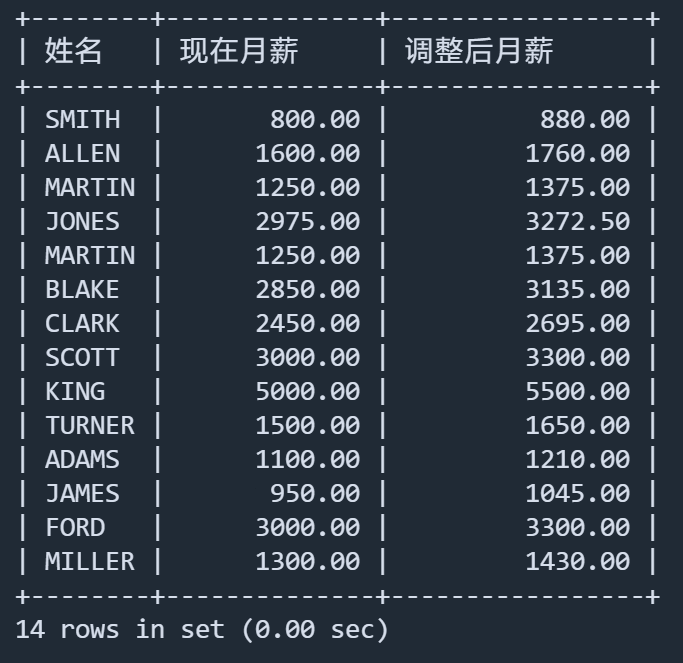 +--------+--------------+-----------------+
| 姓名   | 现在月薪     | 调整后月薪      |
+--------+--------------+-----------------+
| SMITH  |       800.00 |          880.00 |
| ALLEN  |      1600.00 |         1760.00 |
| MARTIN |      1250.00 |         1375.00 |
| JONES  |      2975.00 |         3272.50 |
| MARTIN |      1250.00 |         1375.00 |
| BLAKE  |      2850.00 |         3135.00 |
| CLARK  |      2450.00 |         2695.00 |
| SCOTT  |      3000.00 |         3300.00 |
| KING   |      5000.00 |         5500.00 |
| TURNER |      1500.00 |         1650.00 |
| ADAMS  |      1100.00 |         1210.00 |
| JAMES  |       950.00 |         1045.00 |
| FORD   |      3000.00 |         3300.00 |
| MILLER |      1300.00 |         1430.00 |
+--------+--------------+-----------------+
14 rows in set (0.00 sec)